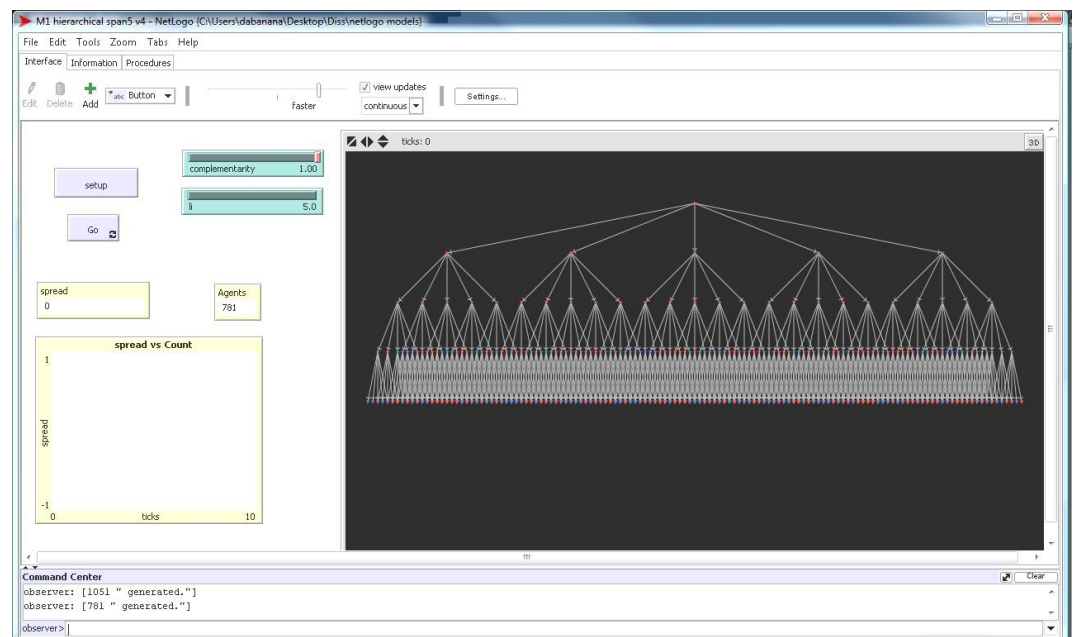 M1 hierarchical span5 v4 - NetLogo {C:\Users\dabanana\Desktop\Diss\netlogo models}
File Edit Tools Zoom Tabs Help
Interface Information Procedures
Edit Delete Add abc Button faster view updates continuous Settings...
ticks: 0 3D
complementarity 1.00
setup
li 5.0
Go
spread
0
Agents
781
spread vs Count
1
spread
-1
0 ticks 10
Command Center Clear
observer: [1051 " generated."]
observer: [781 " generated."]
observer>